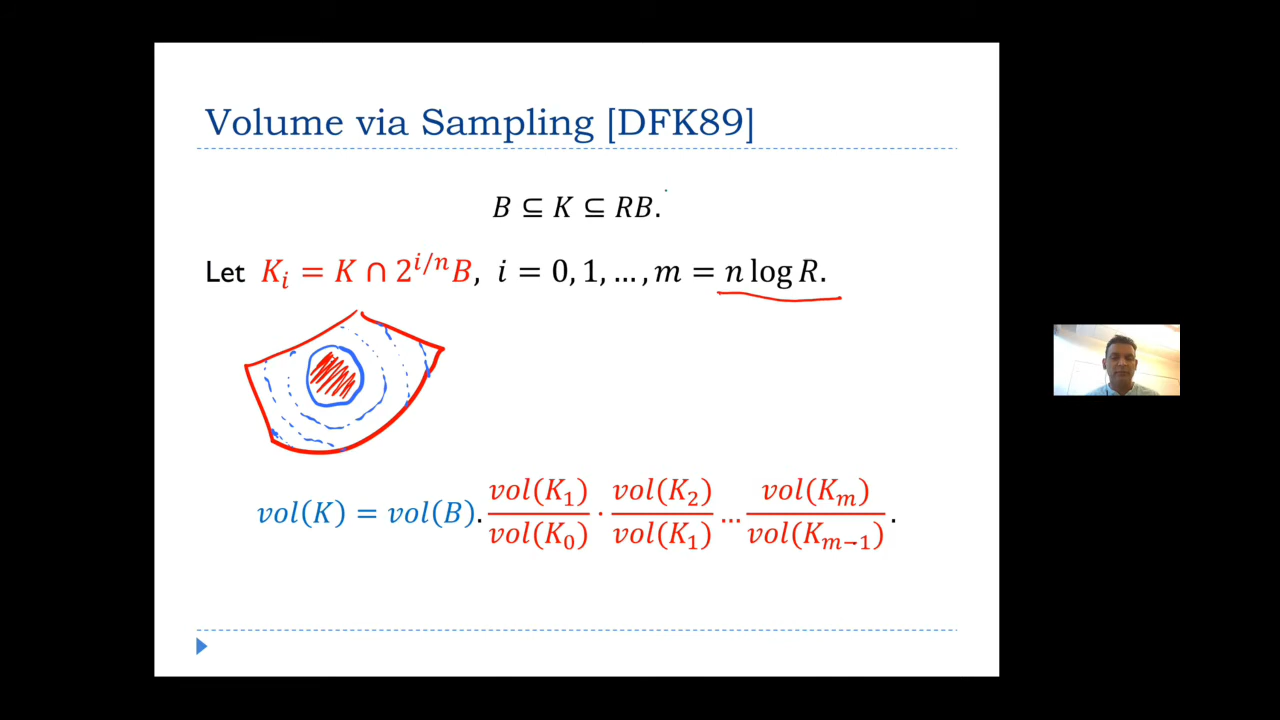 Volume via Sampling [DFK89]
B ⊆ K ⊆ RB.
Let K_i = K ∩ 2^{i/n}B, i = 0, 1, …, m = n log R.
vol(K) = vol(B). vol(K_1)/vol(K_0) · vol(K_2)/vol(K_1) … vol(K_m)/vol(K_{m−1}) .